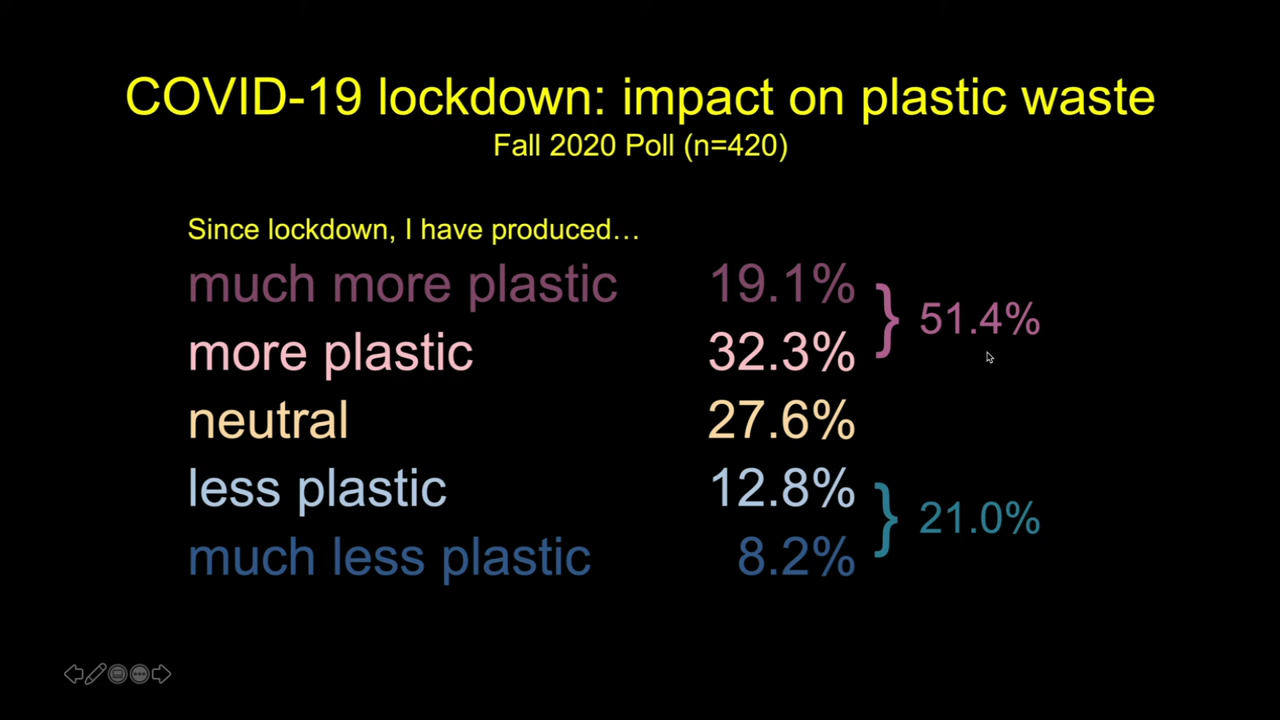 COVID-19 lockdown: impact on plastic waste
Fall 2020 Poll (n=420)
Since lockdown, I have produced…
much more plastic 19.1%
} 51.4%
more plastic 32.3%
neutral 27.6%
less plastic 12.8%
} 21.0%
much less plastic 8.2%